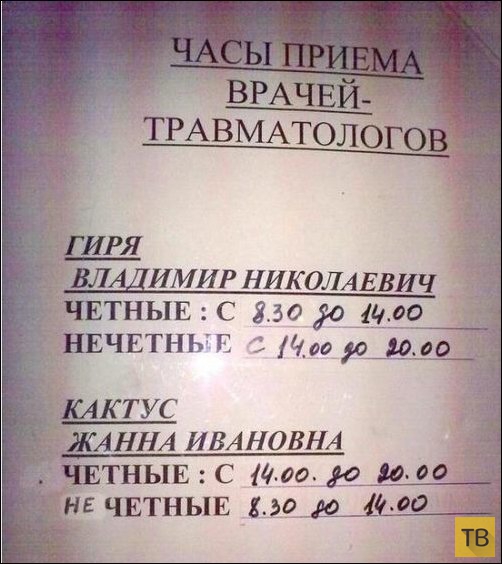 ЧАСЫ ПРИЕМА
ВРАЧЕЙ-
ТРАВМАТОЛОГОВ
ГИРЯ
ВЛАДИМИР НИКОЛАЕВИЧ
ЧЕТНЫЕ : С 8.30 до 14.00
НЕЧЕТНЫЕ С 14.00 до 20.00
КАКТУС
ЖАННА ИВАНОВНА
ЧЕТНЫЕ : С 14.00. до 20.00
НЕ ЧЕТНЫЕ 8.30 до 14.00
ТВ